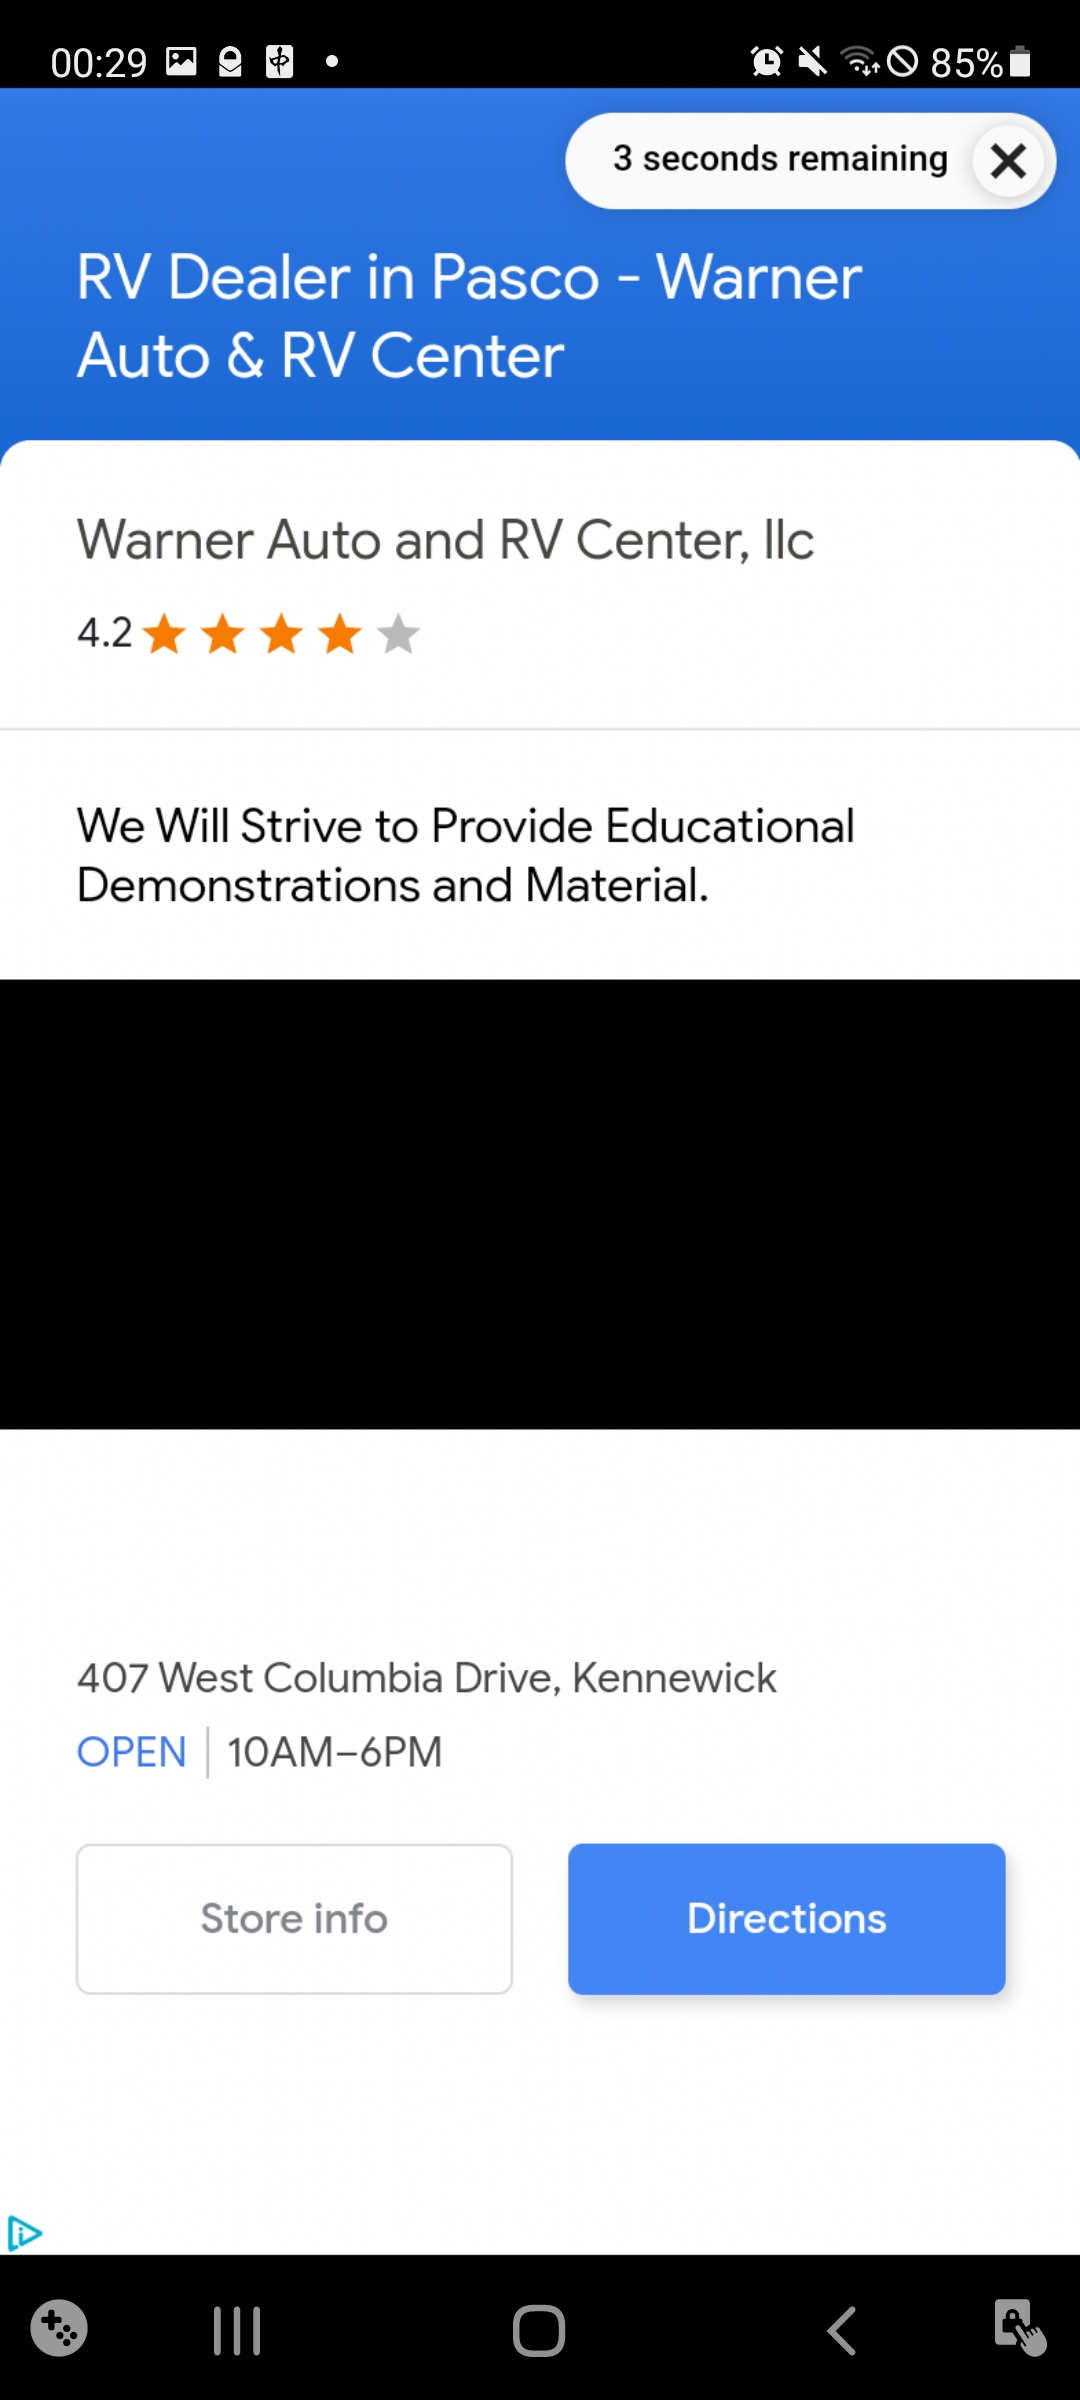 00:29
85%
3 seconds remaining
RV Dealer in Pasco - Warner
Auto & RV Center
Warner Auto and RV Center, llc
4.2
We Will Strive to Provide Educational
Demonstrations and Material.
407 West Columbia Drive, Kennewick
OPEN | 10AM–6PM
Store info
Directions